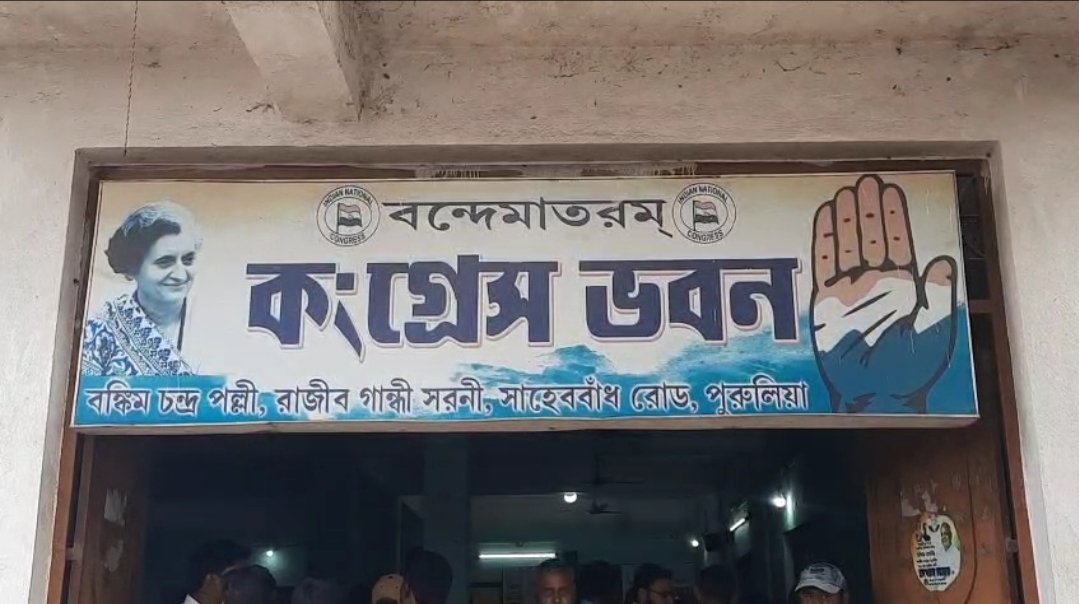 INDIAN NATIONAL CONGRESS
বন্দেমাতরম্
INDIAN NATIONAL CONGRESS
কংগ্রেস ভবন
বঙ্কিম চন্দ্র পল্লী, রাজীব গান্ধী সরনী, সাহেববাঁধ রোড, পুরুলিয়া